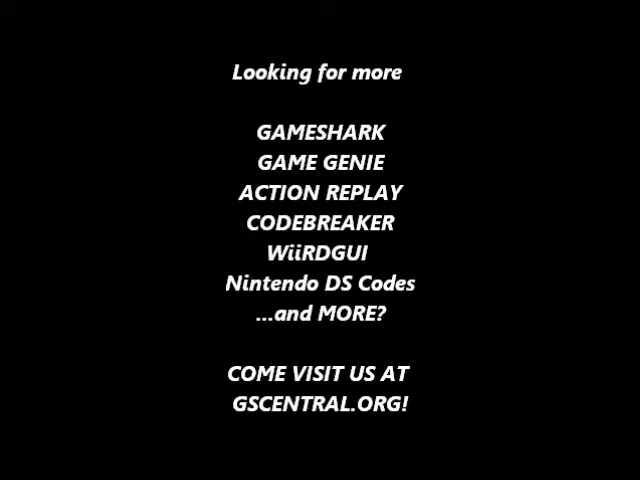 Looking for more
GAMESHARK
GAME GENIE
ACTION REPLAY
CODEBREAKER
WiiRDGUI
Nintendo DS Codes
...and MORE?
COME VISIT US AT
GSCENTRAL.ORG!